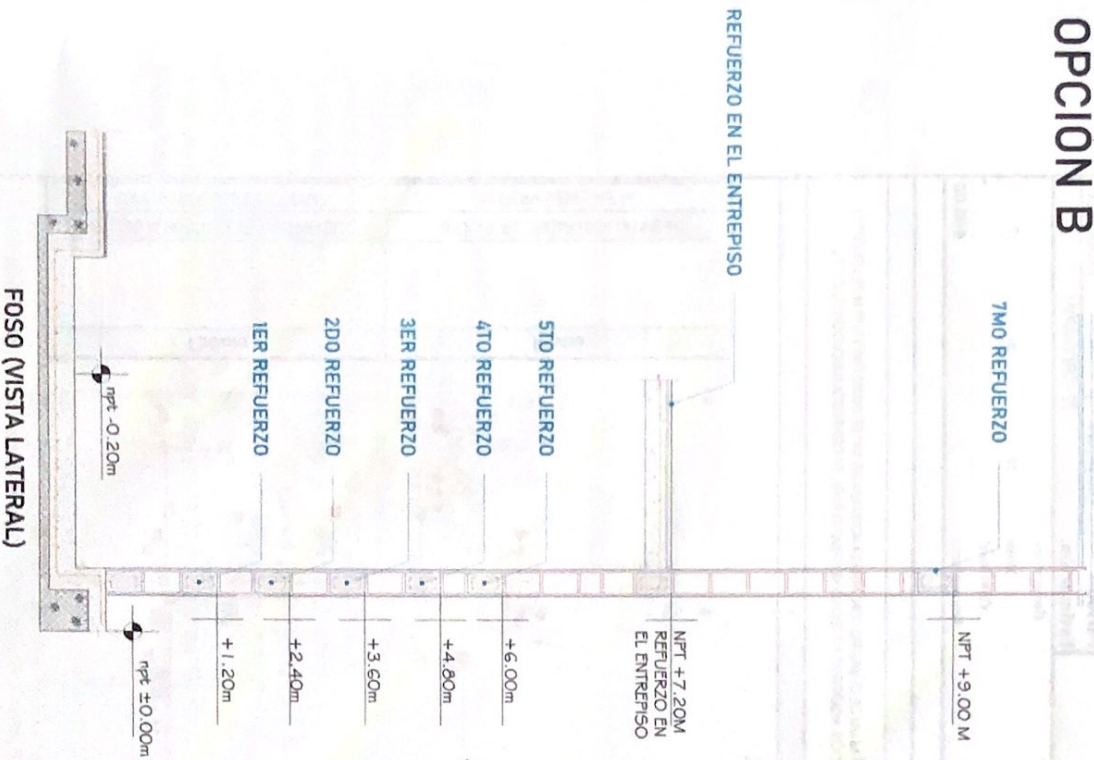 OPCION B
7MO REFUERZO
NPT +9.00 M
REFUERZO EN EL ENTREPISO
NPT +7.20M
REFUERZO EN
EL ENTREPISO
5TO REFUERZO
+6.00m
4TO REFUERZO
+4.80m
3ER REFUERZO
+3.60m
2DO REFUERZO
+2.40m
1ER REFUERZO
+1.20m
npt -0.20m
npt ±0.00m
FOSO (VISTA LATERAL)